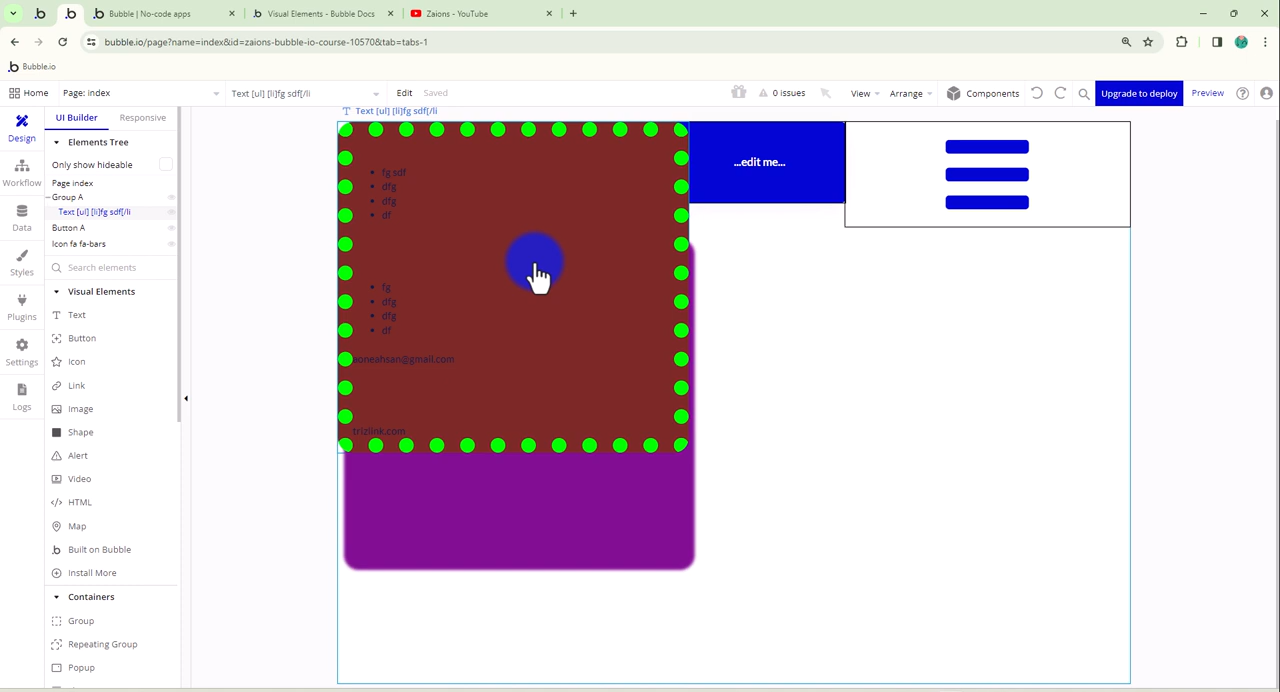 Bubble | No-code apps
Visual Elements - Bubble Docs
Zaions - YouTube
bubble.io/page?name=index&id=zaions-bubble-io-course-10570&tab=tabs-1
Bubble.io
Home
Page: index
Text [ul] [li]fg sdf[/li
Edit
Saved
0 issues
View
Arrange
Components
Upgrade to deploy
Preview
Design
Workflow
Data
Styles
Plugins
Settings
Logs
UI Builder
Responsive
Elements Tree
Only show hideable
Page index
Group A
Text [ul] [li]fg sdf[/li
Button A
Icon fa fa-bars
Search elements
Visual Elements
Text
Button
Icon
Link
Image
Shape
Alert
Video
HTML
Map
Built on Bubble
Install More
Containers
Group
Repeating Group
Popup
Text [ul] [li]fg sdf[/li
fg sdf
dfg
dfg
df
fg
dfg
dfg
df
trizlink.com
...edit me...